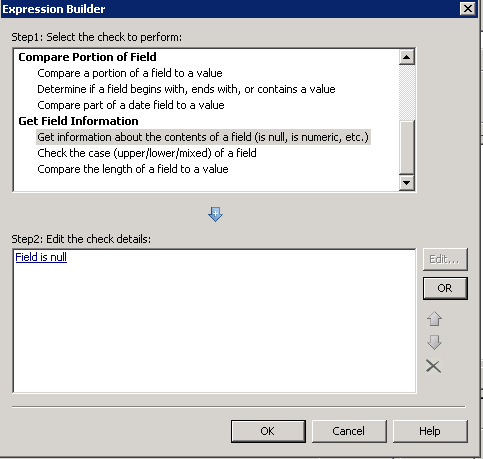 Expression Builder
Step1: Select the check to perform:
Compare Portion of Field
Compare a portion of a field to a value
Determine if a field begins with, ends with, or contains a value
Compare part of a date field to a value
Get Field Information
Get information about the contents of a field (is null, is numeric, etc.)
Check the case (upper/lower/mixed) of a field
Compare the length of a field to a value
Step2: Edit the check details:
Field is null
Edit...
OR
OK
Cancel
Help